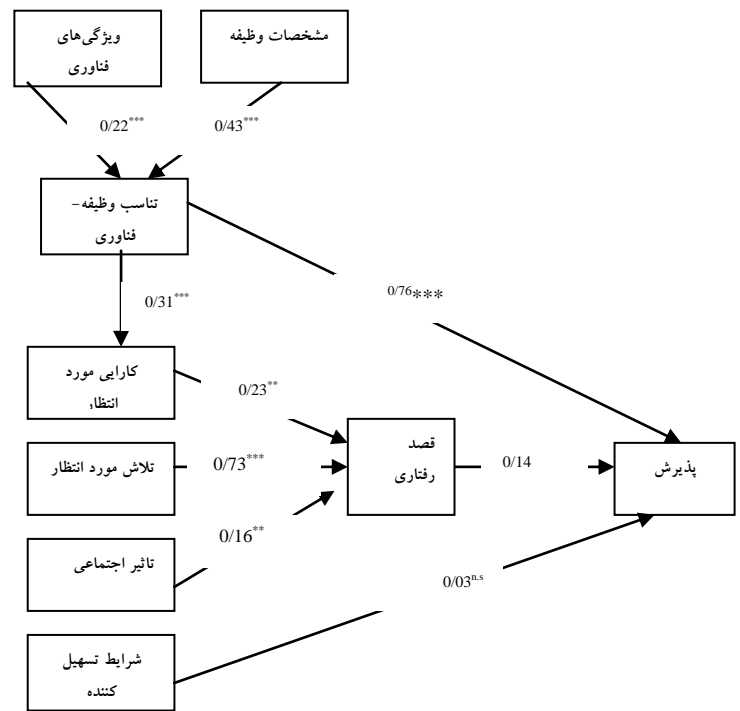 ویژگی‌های
فناوری
مشخصات وظیفه
0/22***
0/43***
تناسب وظیفه-
فناوری
0/31***
0/76***
کارایی مورد
انتظار
0/23**
تلاش مورد انتظار
0/73***
قصد
رفتاری
0/14
پذیرش
0/16**
تاثیر اجتماعی
0/03n.s
شرایط تسهیل
کننده